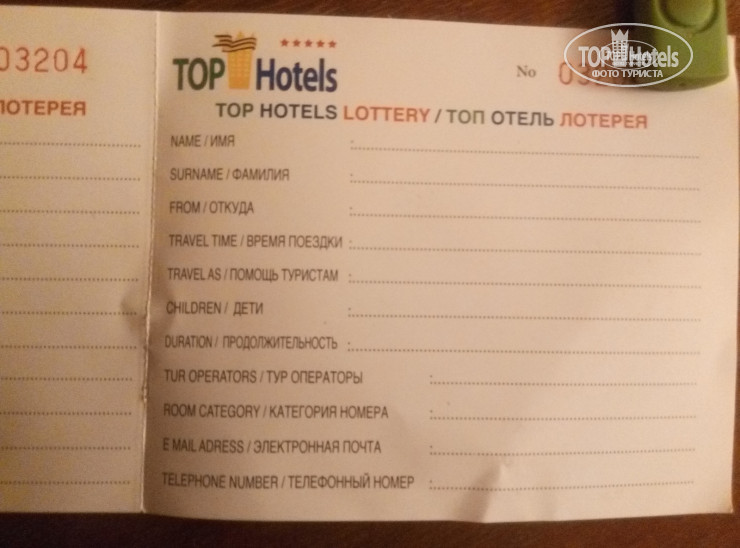 03204
ЛОТЕРЕЯ
TOP Hotels
No
TOP HOTELS LOTTERY / ТОП ОТЕЛЬ ЛОТЕРЕЯ
NAME / ИМЯ :
SURNAME / ФАМИЛИЯ :
FROM / ОТКУДА :
TRAVEL TIME / ВРЕМЯ ПОЕЗДКИ :
TRAVEL AS / ПОМОЩЬ ТУРИСТАМ :
CHILDREN / ДЕТИ :
DURATION / ПРОДОЛЖИТЕЛЬНОСТЬ :
TUR OPERATORS / ТУР ОПЕРАТОРЫ :
ROOM CATEGORY / КАТЕГОРИЯ НОМЕРА :
E MAIL ADRESS / ЭЛЕКТРОННАЯ ПОЧТА :
TELEPHONE NUMBER / ТЕЛЕФОННЫЙ НОМЕР :
TOP Hotels
ФОТО ТУРИСТА